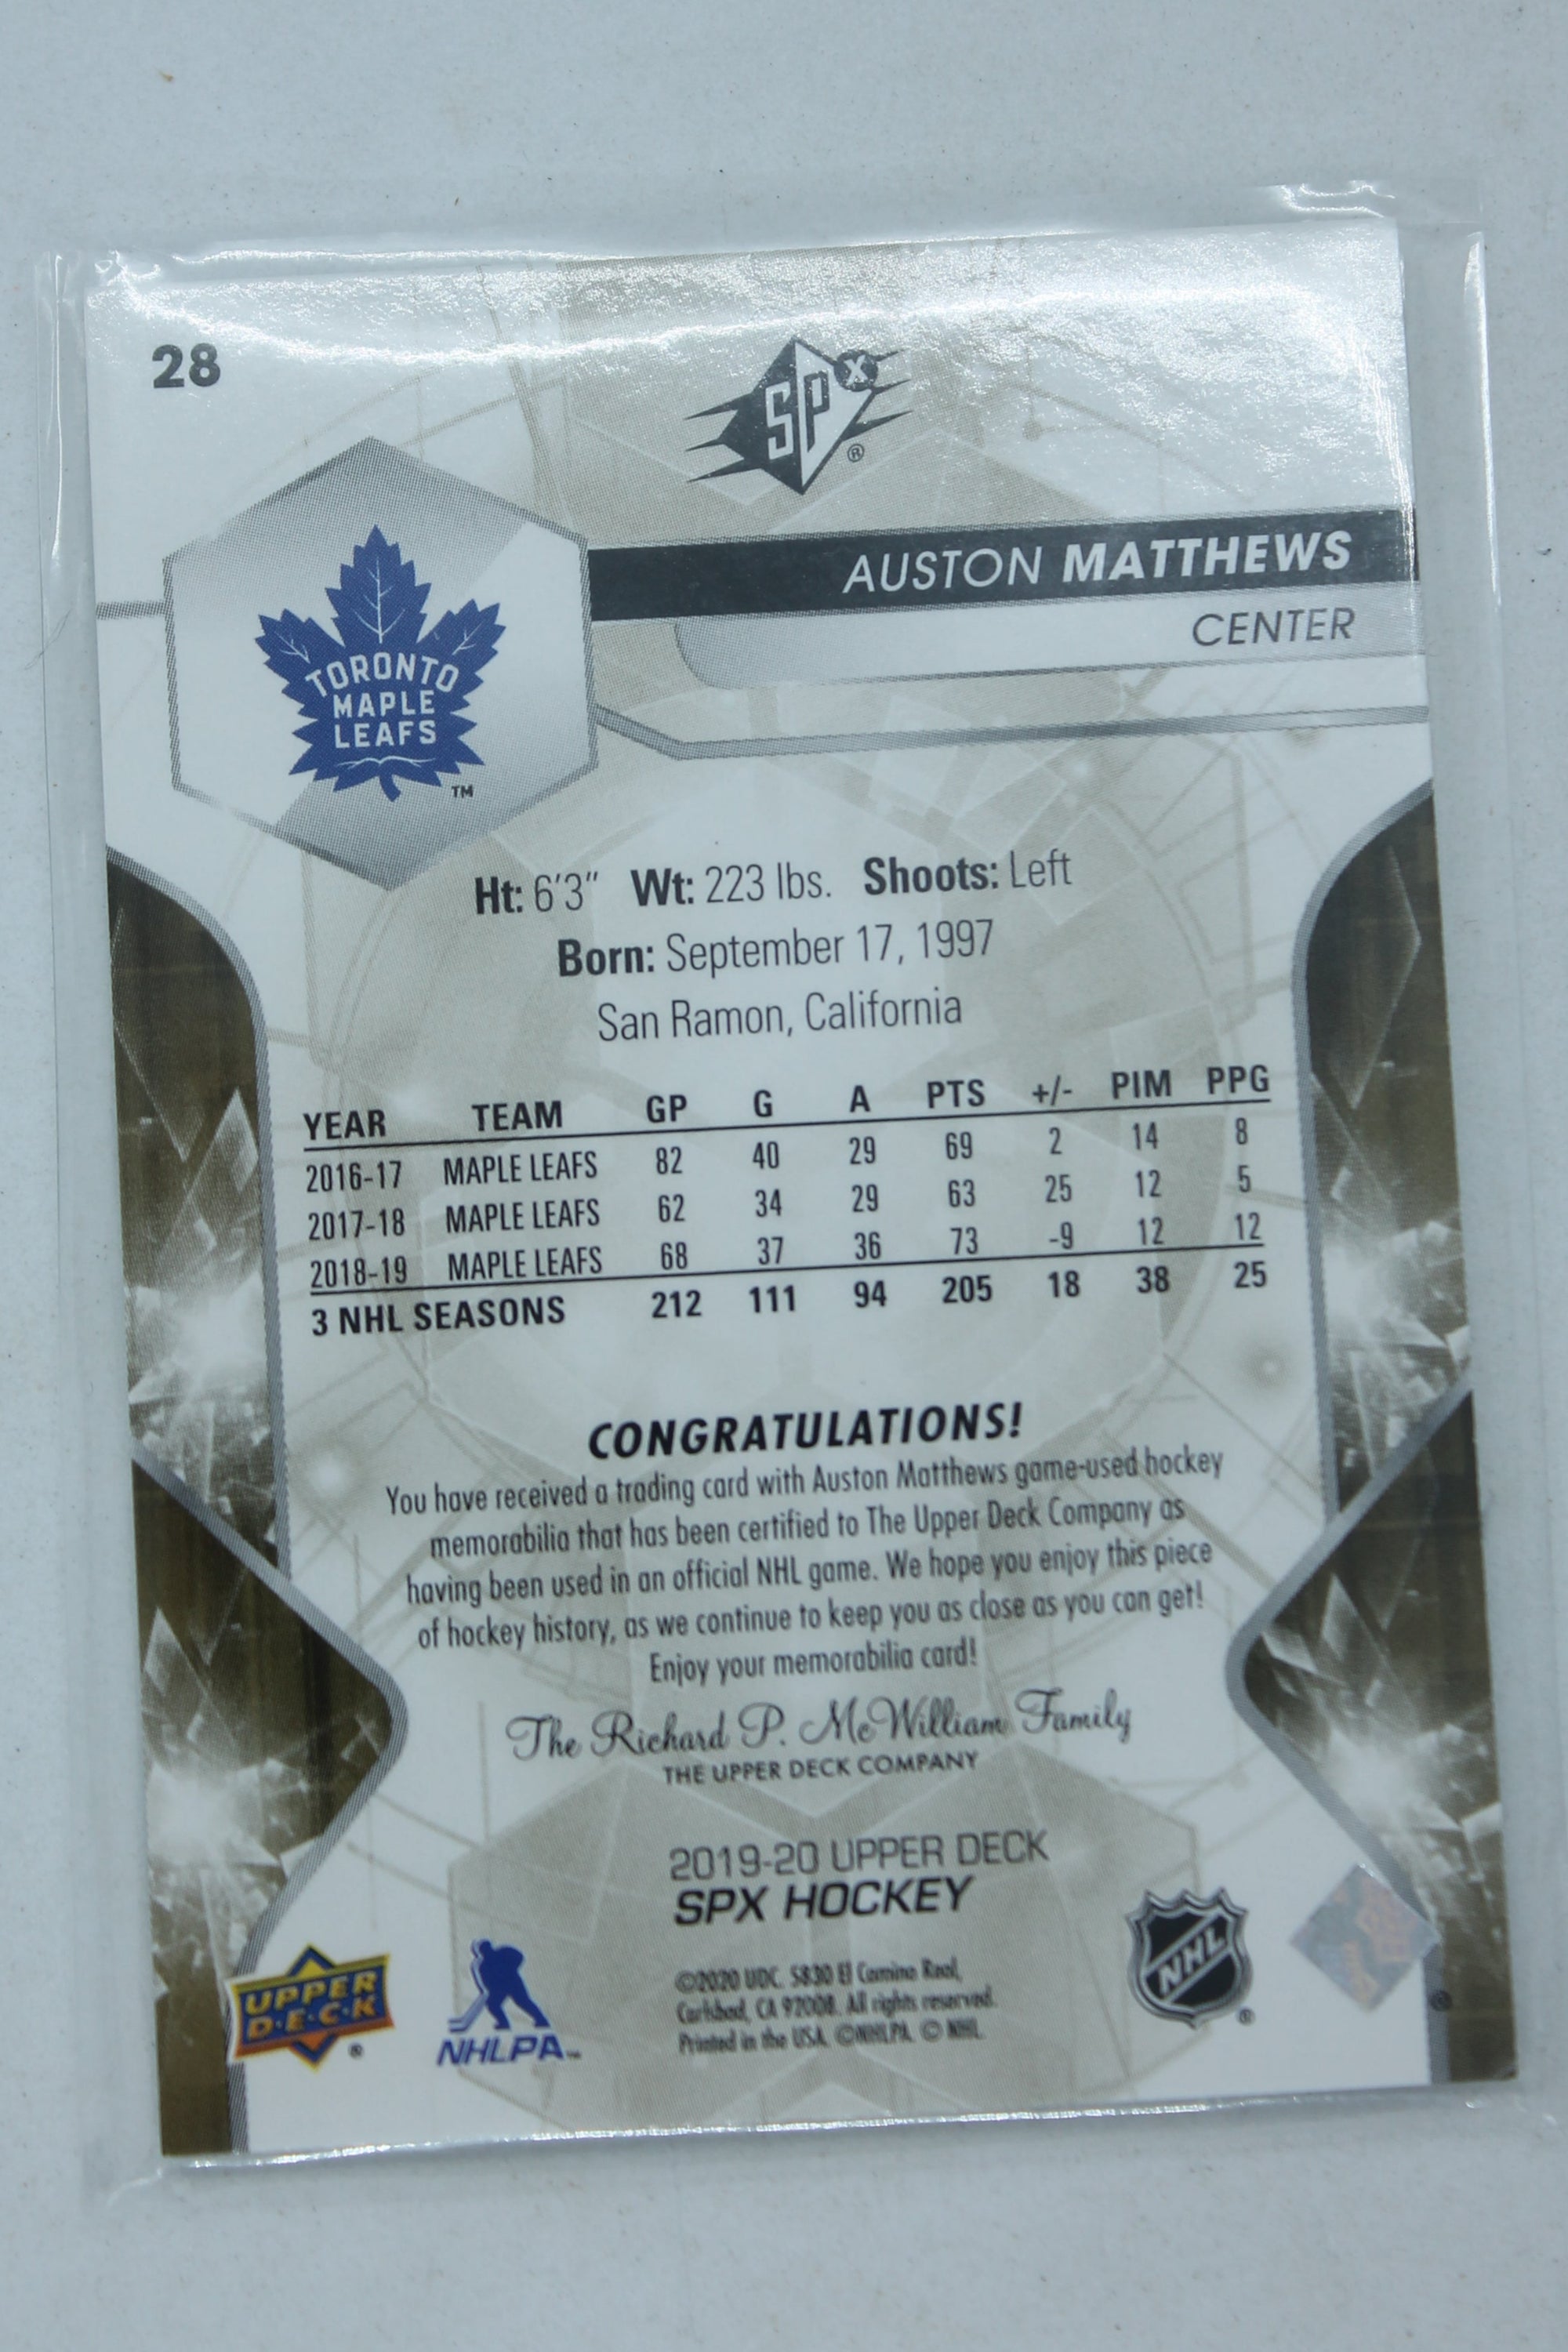 28
SPX®
AUSTON MATTHEWS
CENTER
TORONTO
MAPLE
LEAFS
TM
Ht: 6'3" Wt: 223 lbs. Shoots: Left
Born: September 17, 1997
San Ramon, California
YEAR TEAM GP G A PTS +/- PIM PPG
2016-17 MAPLE LEAFS 82 40 29 69 2 14 8
2017-18 MAPLE LEAFS 62 34 29 63 25 12 5
2018-19 MAPLE LEAFS 68 37 36 73 -9 12 12
3 NHL SEASONS 212 111 94 205 18 38 25
CONGRATULATIONS!
You have received a trading card with Auston Matthews game-used hockey
memorabilia that has been certified to The Upper Deck Company as
having been used in an official NHL game. We hope you enjoy this piece
of hockey history, as we continue to keep you as close as you can get!
Enjoy your memorabilia card!
The Richard P. McWilliam Family
THE UPPER DECK COMPANY
2019-20 UPPER DECK
SPX HOCKEY
UPPER
D·E·C·K
®
NHLPA™
©2020 UDC. 5830 El Camino Real,
Carlsbad, CA 92008. All rights reserved.
Printed in the USA. ©NHLPA. © NHL.
NHL
®